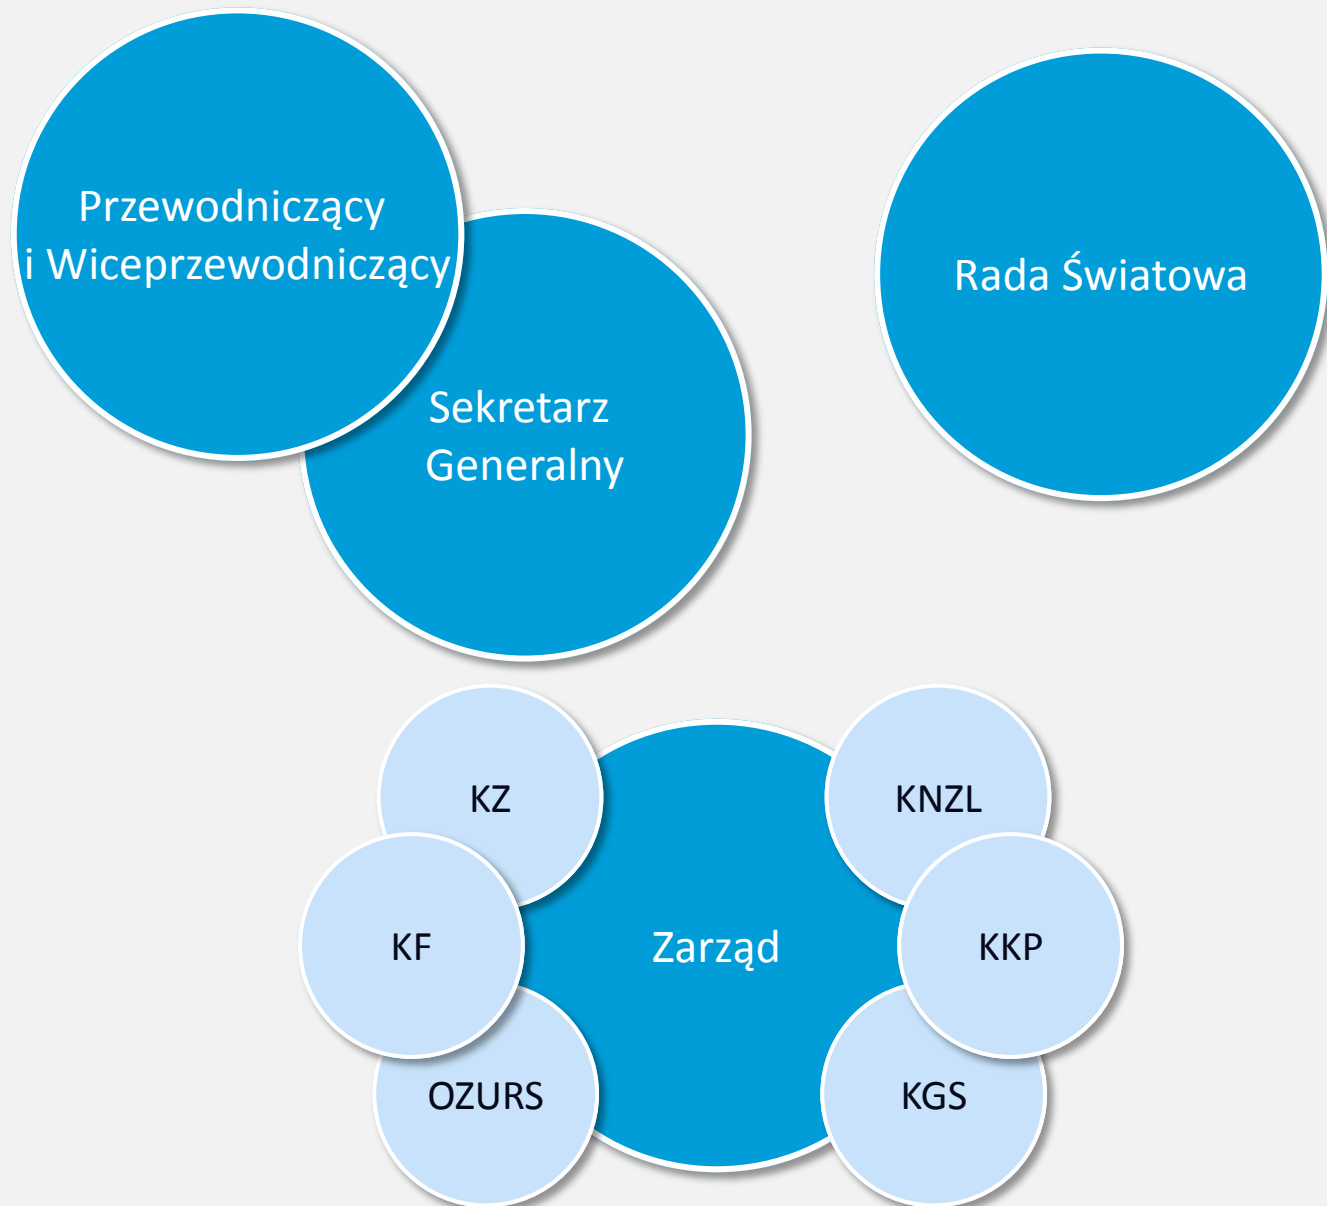 Przewodniczący
i Wiceprzewodniczący
Rada Światowa
Sekretarz
Generalny
KZ
KNZL
KF
Zarząd
KKP
OZURS
KGS